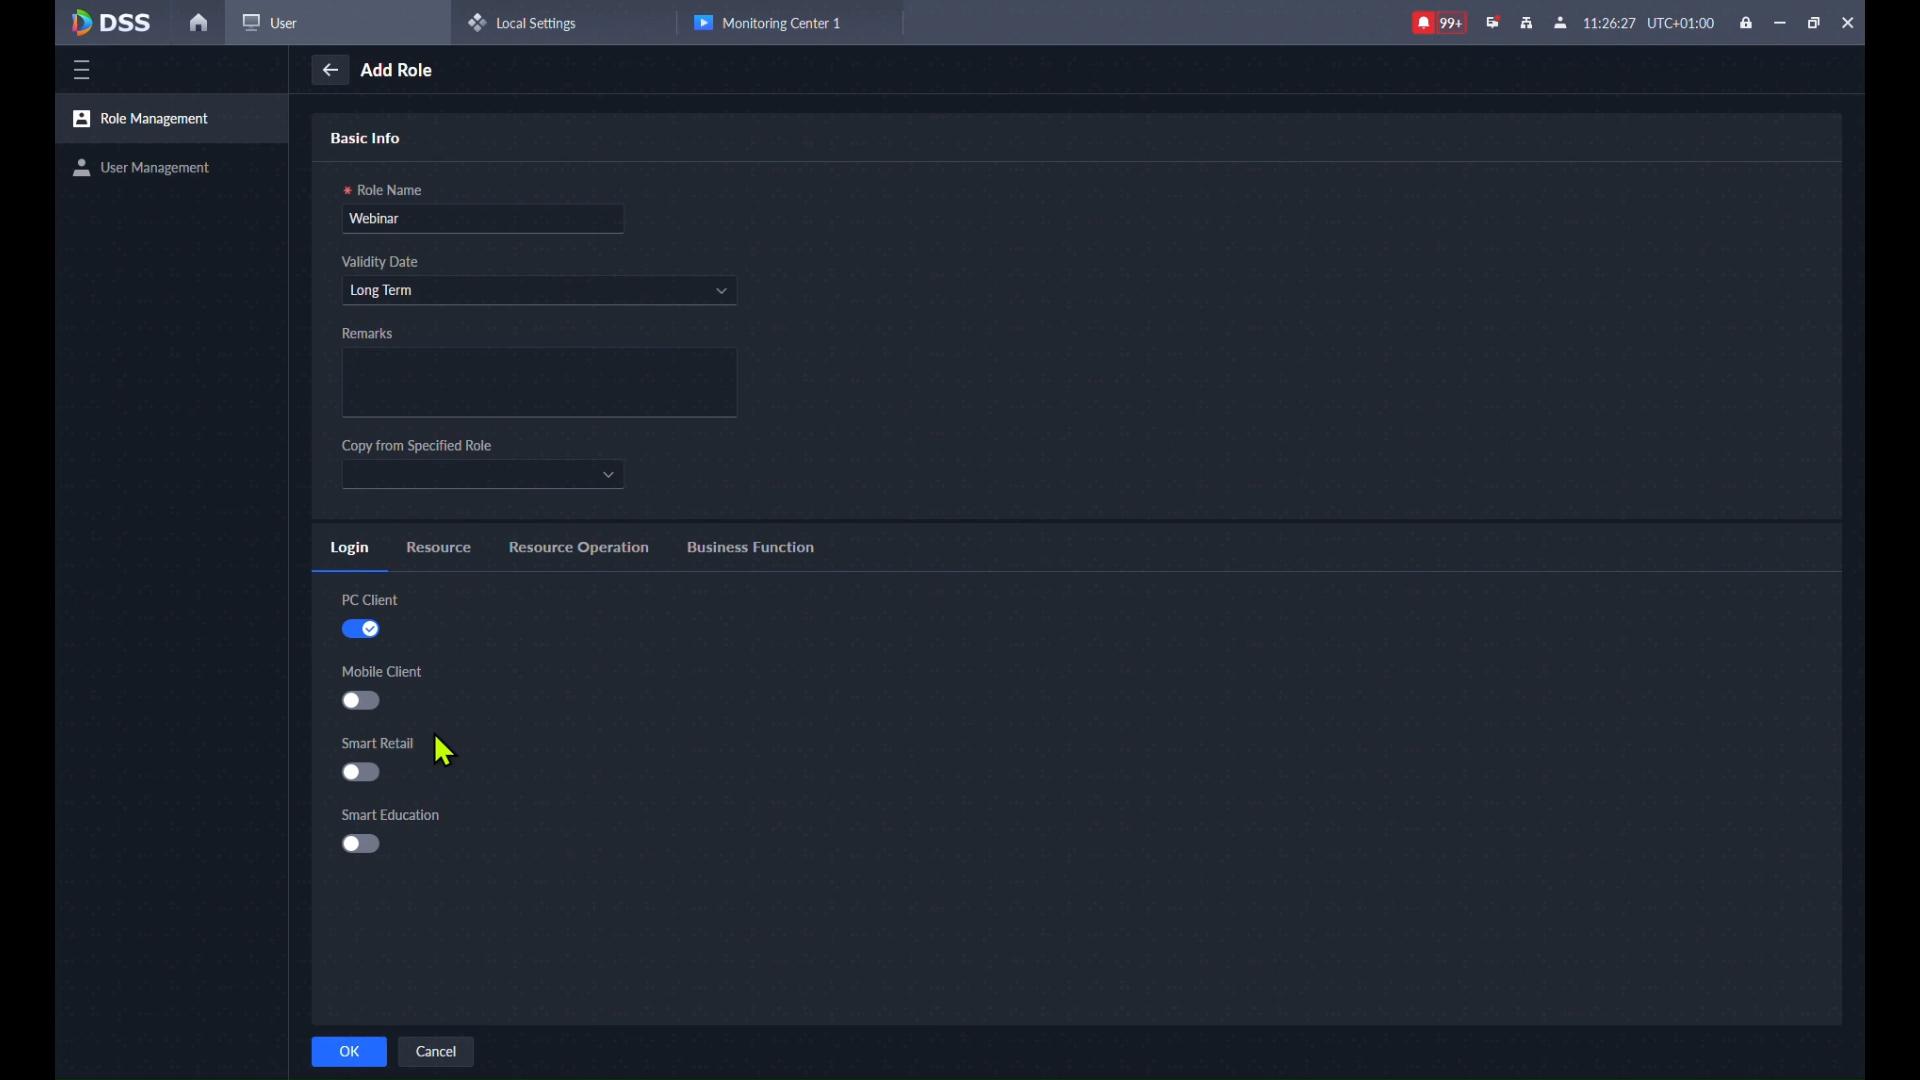 DSS
User
Local Settings
Monitoring Center 1
99+
11:26:27 UTC+01:00
Add Role
Role Management
User Management
Basic Info
* Role Name
Webinar
Validity Date
Long Term
Remarks
Copy from Specified Role
Login Resource Resource Operation Business Function
PC Client
Mobile Client
Smart Retail
Smart Education
OK Cancel